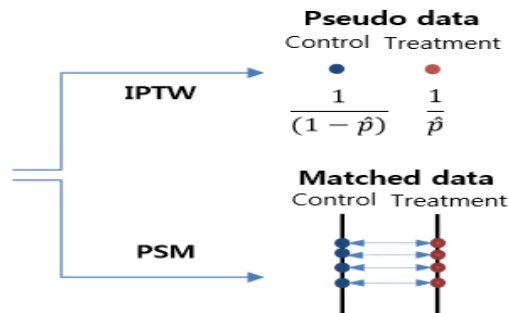 Pseudo data
Control Treatment
IPTW
1 1
(1 − p̂) p̂
Matched data
Control Treatment
PSM